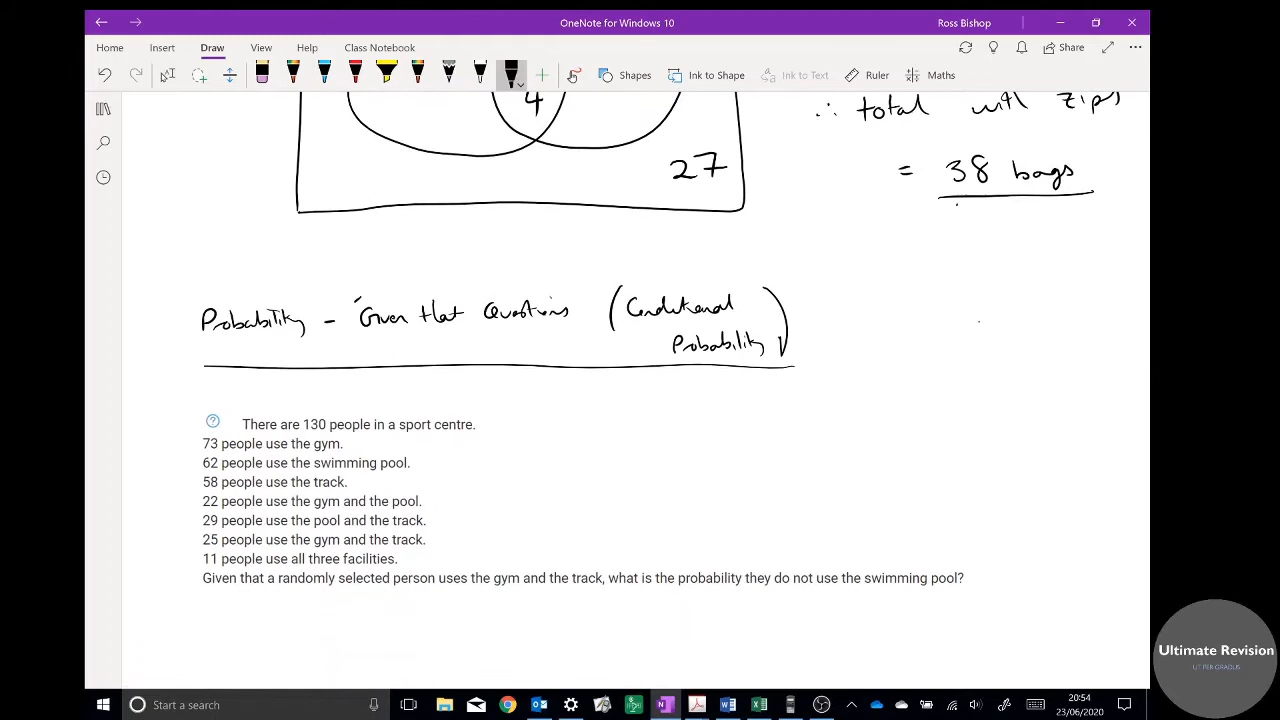 OneNote for Windows 10
Ross Bishop
Home Insert Draw View Help Class Notebook
Share
Shapes Ink to Shape Ink to Text Ruler Maths
4
27
∴ total with zips
= 38 bags
Probability - Given that Questions (Conditional
Probability)
There are 130 people in a sport centre.
73 people use the gym.
62 people use the swimming pool.
58 people use the track.
22 people use the gym and the pool.
29 people use the pool and the track.
25 people use the gym and the track.
11 people use all three facilities.
Given that a randomly selected person uses the gym and the track, what is the probability they do not use the swimming pool?
Ultimate Revision
UT PER GRADUS
Start a search
20:54
23/06/2020